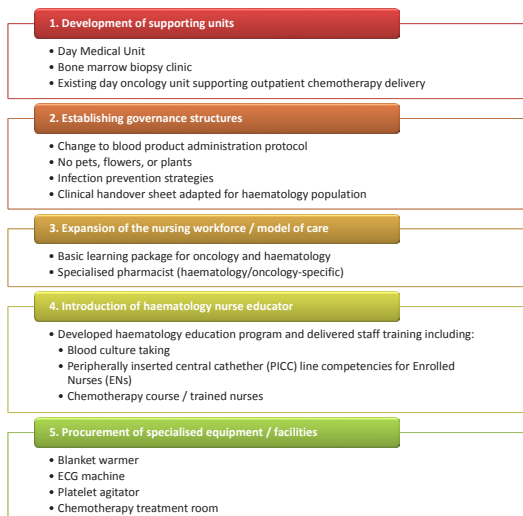 1. Development of supporting units
• Day Medical Unit
• Bone marrow biopsy clinic
• Existing day oncology unit supporting outpatient chemotherapy delivery
2. Establishing governance structures
• Change to blood product administration protocol
• No pets, flowers, or plants
• Infection prevention strategies
• Clinical handover sheet adapted for haematology population
3. Expansion of the nursing workforce / model of care
• Basic learning package for oncology and haematology
• Specialised pharmacist (haematology/oncology-specific)
4. Introduction of haematology nurse educator
• Developed haematology education program and delivered staff training including:
• Blood culture taking
• Peripherally inserted central cathether (PICC) line competencies for Enrolled
Nurses (ENs)
• Chemotherapy course / trained nurses
5. Procurement of specialised equipment / facilities
• Blanket warmer
• ECG machine
• Platelet agitator
• Chemotherapy treatment room